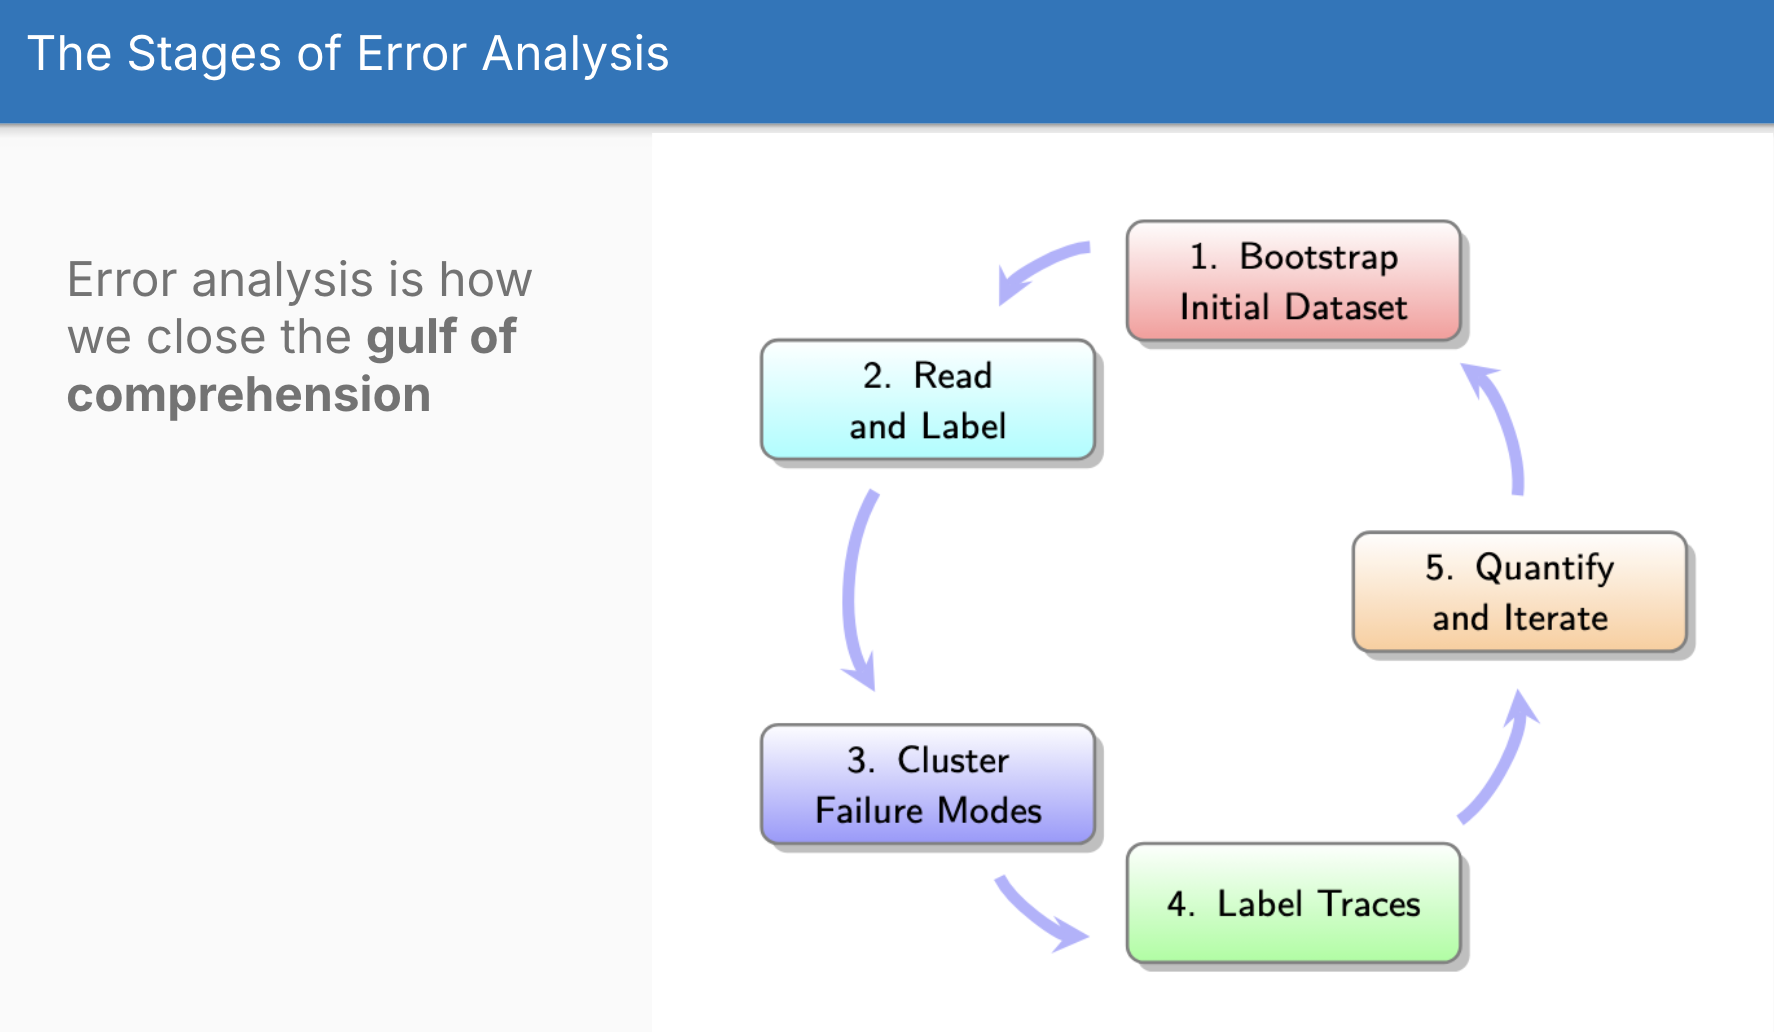 The Stages of Error Analysis
Error analysis is how
we close the gulf of
comprehension
1. Bootstrap
Initial Dataset
2. Read
and Label
3. Cluster
Failure Modes
4. Label Traces
5. Quantify
and Iterate